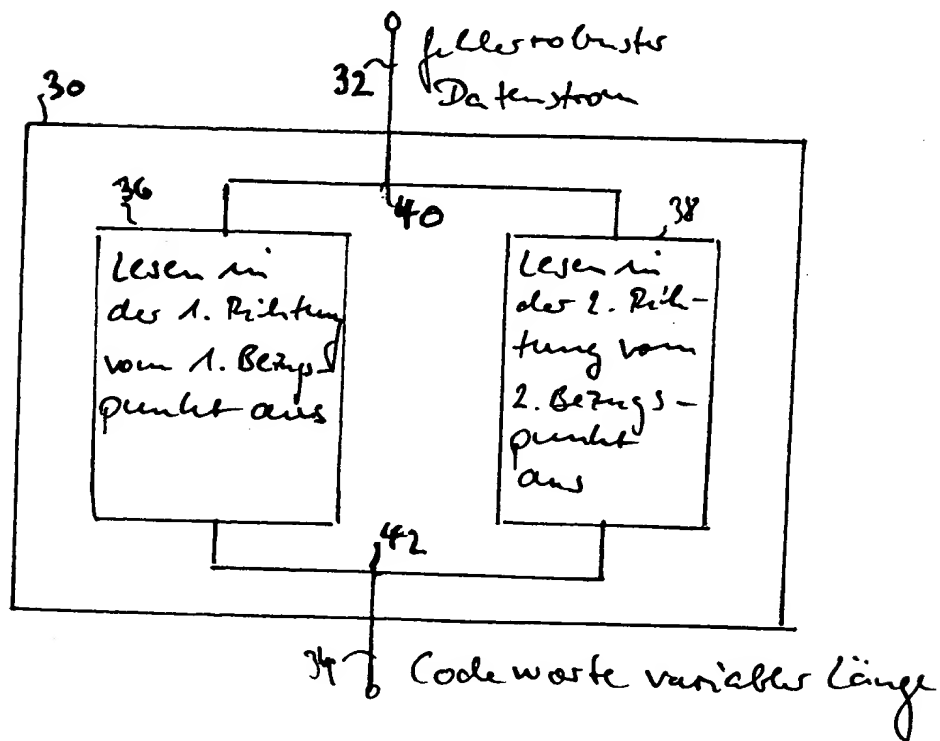 fehlerrobuster
32
Datenstrom
30
36
40
38
Lesen in
der 1. Richtung
vom 1. Bezugs
punkt aus
Lesen in
der 2. Rich-
tung vom
2. Bezugs-
punkt
aus
42
34
Codeworte variabler Länge